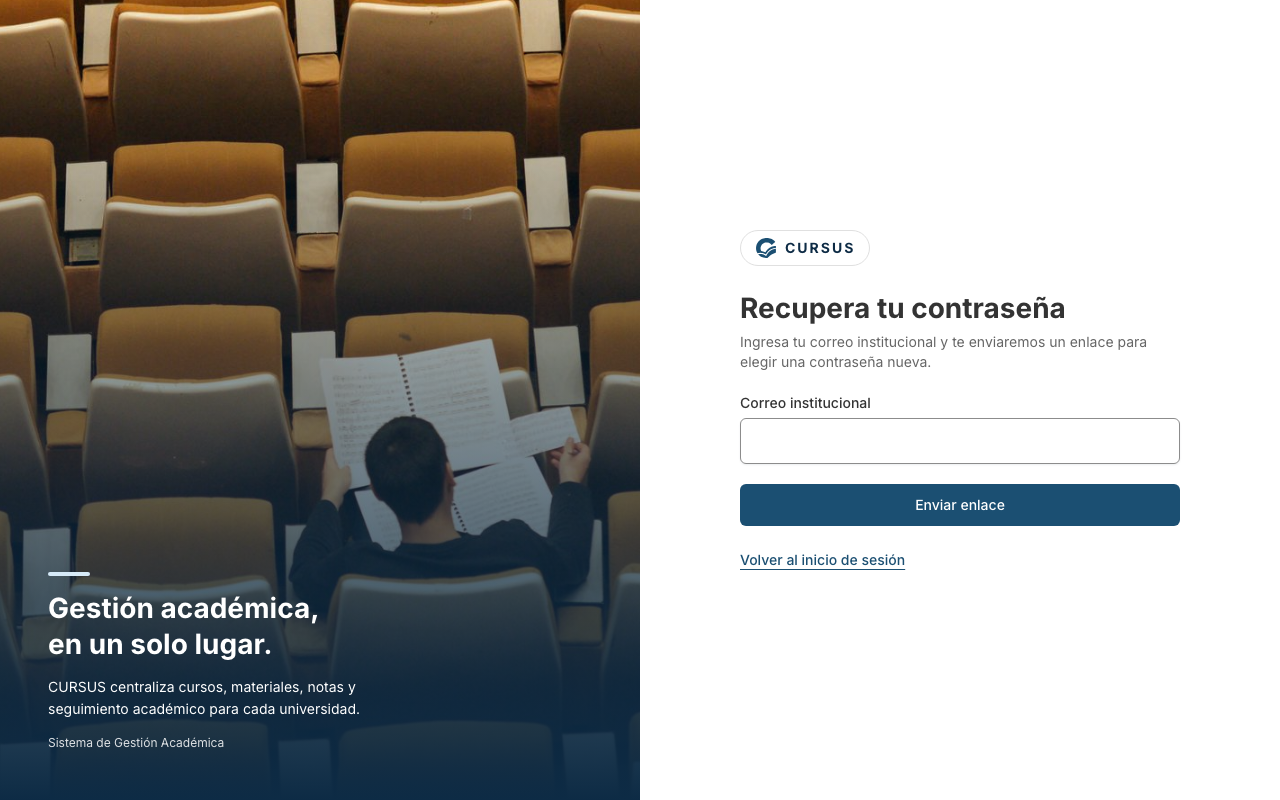 Gestión académica,
en un solo lugar.
CURSUS centraliza cursos, materiales, notas y
seguimiento académico para cada universidad.
Sistema de Gestión Académica
CURSUS
Recupera tu contraseña
Ingresa tu correo institucional y te enviaremos un enlace para
elegir una contraseña nueva.
Correo institucional
Enviar enlace
Volver al inicio de sesión